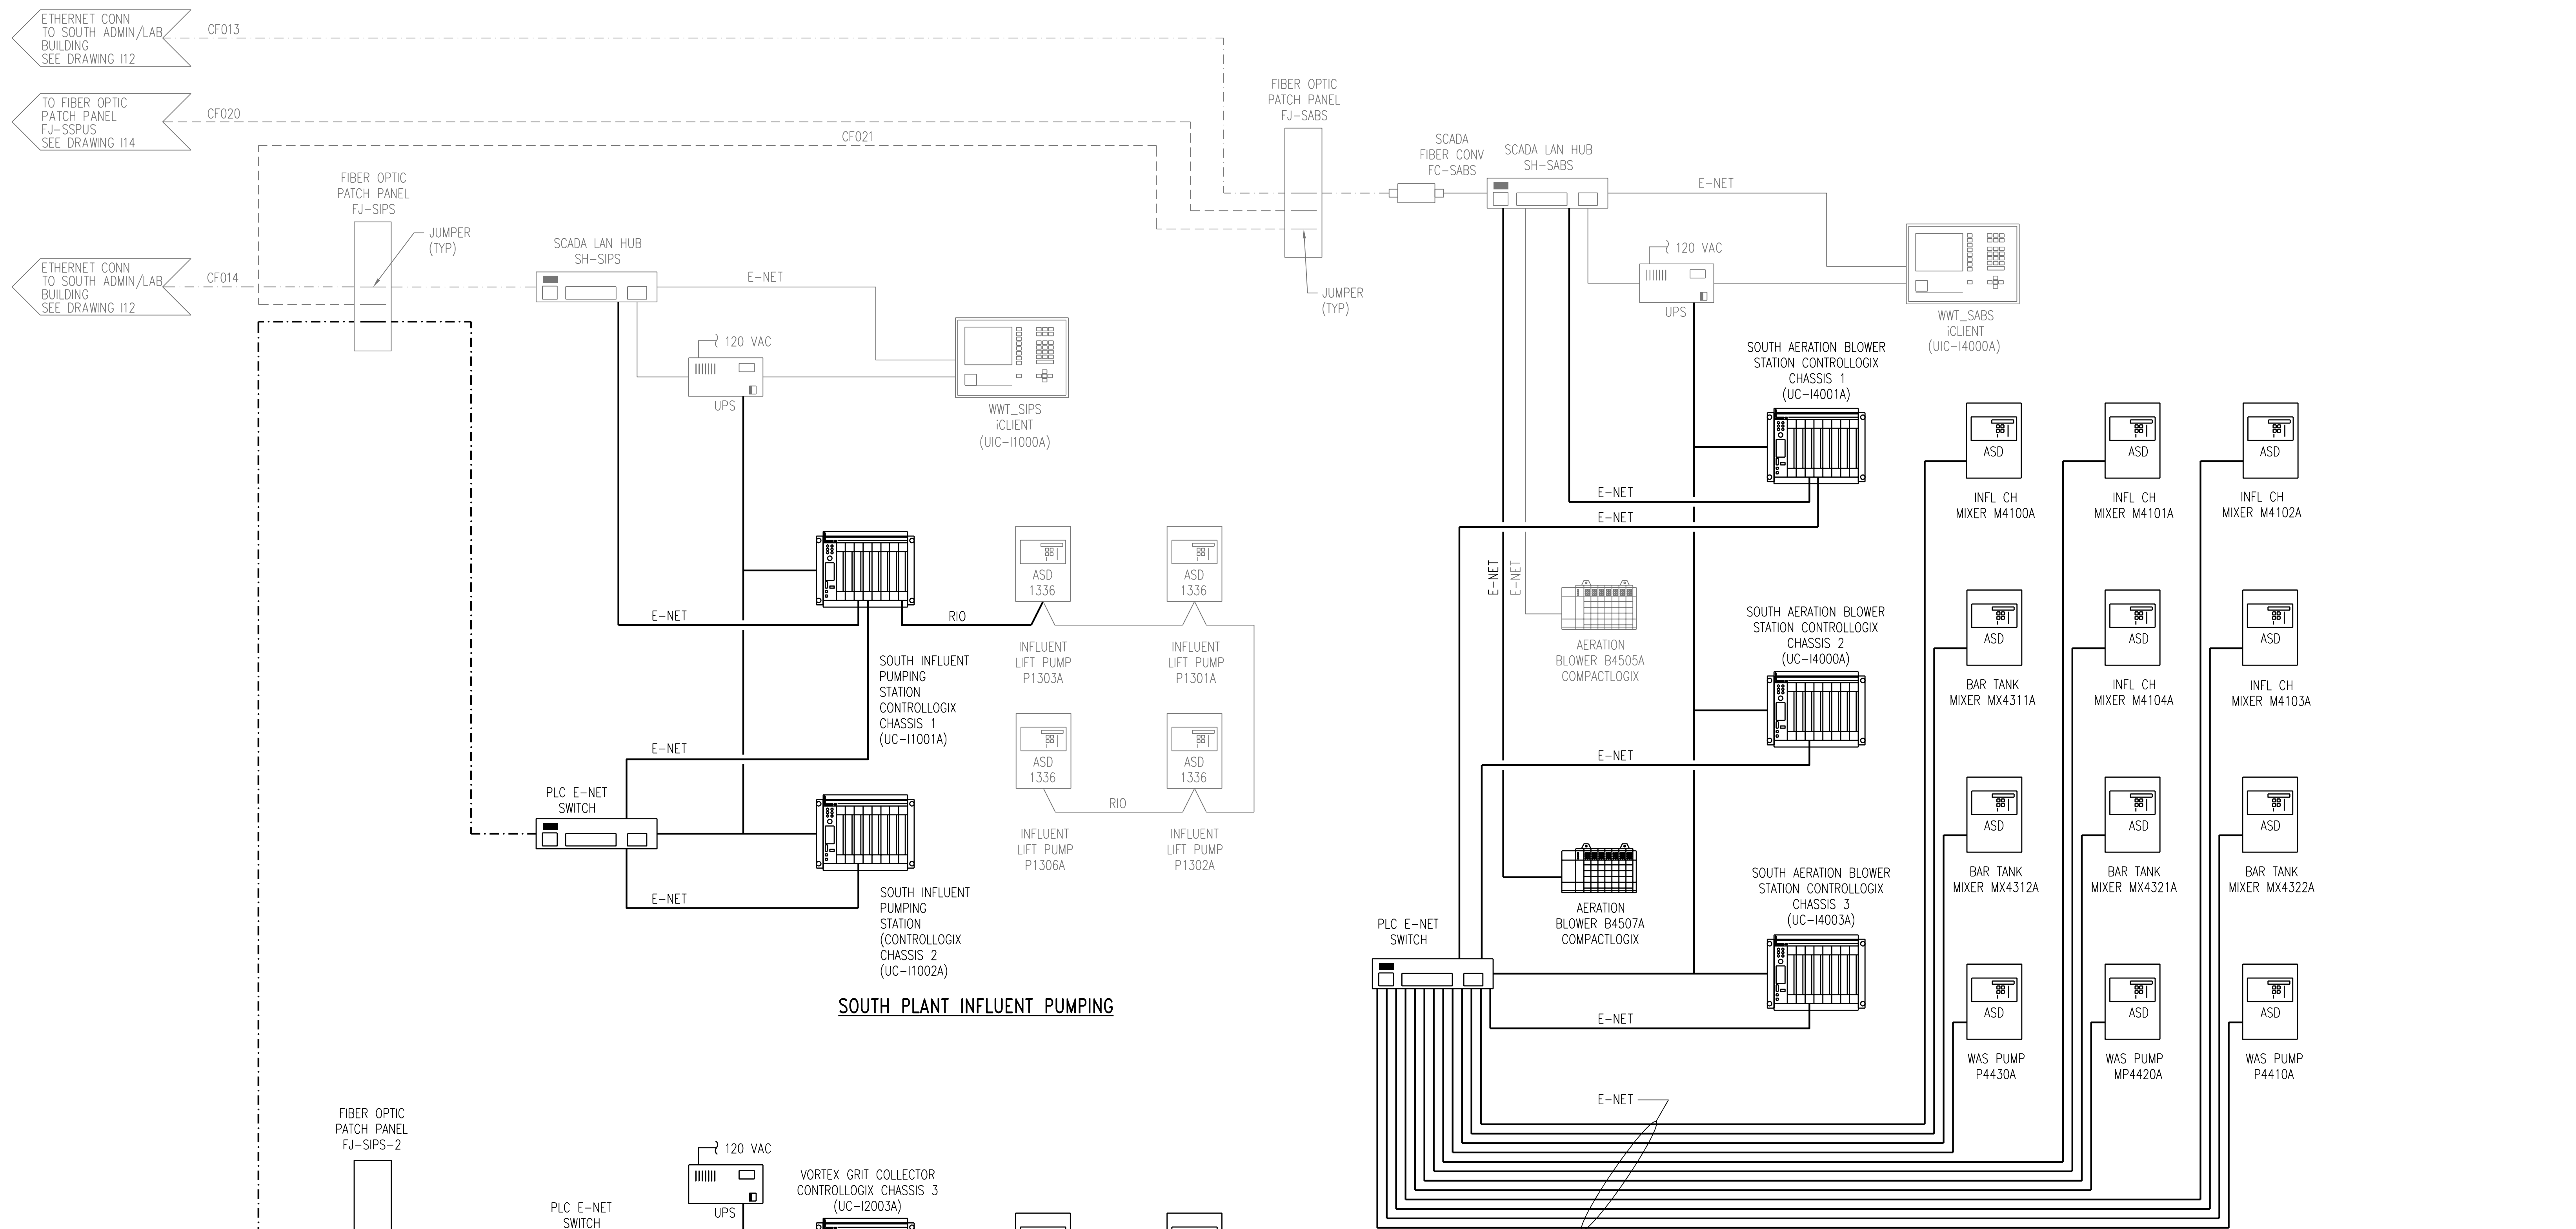 ETHERNET CONN
TO SOUTH ADMIN/LAB
BUILDING
SEE DRAWING I12
CF013
TO FIBER OPTIC
PATCH PANEL
FJ-SSPUS
SEE DRAWING I14
CF020
CF021
FIBER OPTIC
PATCH PANEL
FJ-SIPS
JUMPER
(TYP)
ETHERNET CONN
TO SOUTH ADMIN/LAB
BUILDING
SEE DRAWING I12
CF014
SCADA LAN HUB
SH-SIPS
E-NET
120 VAC
UPS
WWT_SIPS
iCLIENT
(UIC-I1000A)
FIBER OPTIC
PATCH PANEL
FJ-SABS
JUMPER
(TYP)
SCADA
FIBER CONV
FC-SABS
SCADA LAN HUB
SH-SABS
E-NET
120 VAC
UPS
WWT_SABS
iCLIENT
(UIC-I4000A)
E-NET
RIO
SOUTH INFLUENT
PUMPING
STATION
CONTROLLOGIX
CHASSIS 1
(UC-I1001A)
ASD
1336
INFLUENT
LIFT PUMP
P1303A
ASD
1336
INFLUENT
LIFT PUMP
P1301A
E-NET
PLC E-NET
SWITCH
E-NET
SOUTH INFLUENT
PUMPING
STATION
(CONTROLLOGIX
CHASSIS 2
(UC-I1002A)
ASD
1336
INFLUENT
LIFT PUMP
P1306A
RIO
ASD
1336
INFLUENT
LIFT PUMP
P1302A
SOUTH PLANT INFLUENT PUMPING
SOUTH AERATION BLOWER
STATION CONTROLLOGIX
CHASSIS 1
(UC-I4001A)
E-NET
E-NET
E-NET
E-NET
AERATION
BLOWER B4505A
COMPACTLOGIX
SOUTH AERATION BLOWER
STATION CONTROLLOGIX
CHASSIS 2
(UC-I4000A)
E-NET
AERATION
BLOWER B4507A
COMPACTLOGIX
SOUTH AERATION BLOWER
STATION CONTROLLOGIX
CHASSIS 3
(UC-I4003A)
PLC E-NET
SWITCH
E-NET
E-NET
ASD
INFL CH
MIXER M4100A
ASD
INFL CH
MIXER M4101A
ASD
INFL CH
MIXER M4102A
ASD
BAR TANK
MIXER MX4311A
ASD
INFL CH
MIXER M4104A
ASD
INFL CH
MIXER M4103A
ASD
BAR TANK
MIXER MX4312A
ASD
BAR TANK
MIXER MX4321A
ASD
BAR TANK
MIXER MX4322A
ASD
WAS PUMP
P4430A
ASD
WAS PUMP
MP4420A
ASD
WAS PUMP
P4410A
FIBER OPTIC
PATCH PANEL
FJ-SIPS-2
PLC E-NET
SWITCH
120 VAC
UPS
VORTEX GRIT COLLECTOR
CONTROLLOGIX CHASSIS 3
(UC-I2003A)